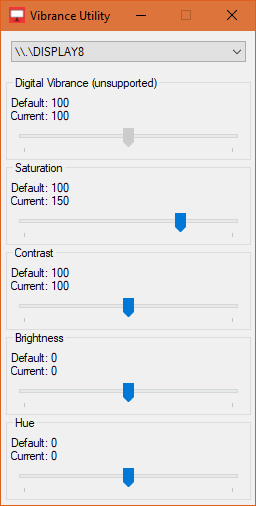 Vibrance Utility
\\.\DISPLAY8
Digital Vibrance (unsupported)
Default: 100
Current: 100
Saturation
Default: 100
Current: 150
Contrast
Default: 100
Current: 100
Brightness
Default: 0
Current: 0
Hue
Default: 0
Current: 0